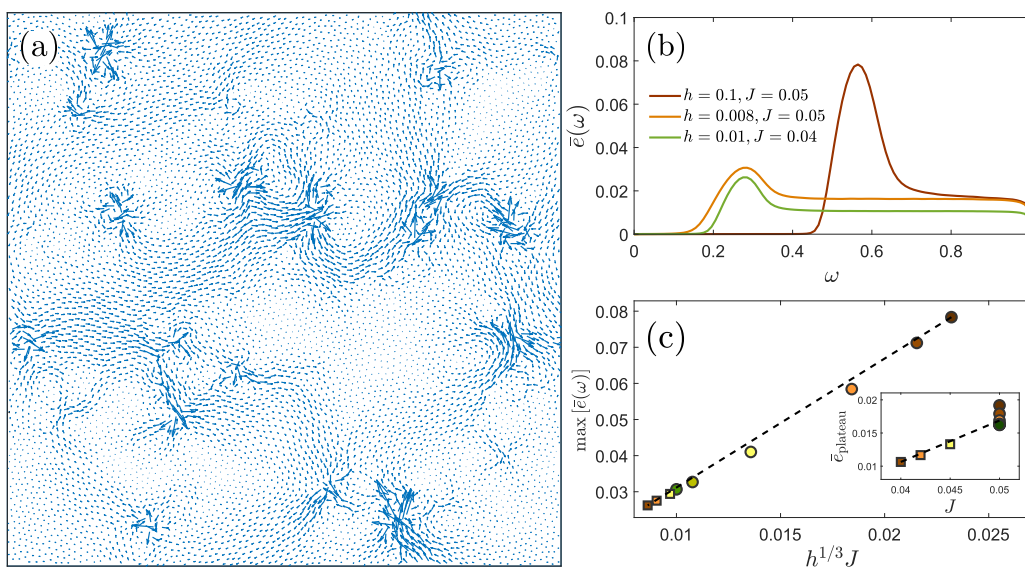 (a)
(b)
0.1
0.08
0.06
0.04
0.02
0
ē(ω)
h = 0.1, J = 0.05
h = 0.008, J = 0.05
h = 0.01, J = 0.04
0 0.2 0.4 0.6 0.8
ω
(c)
0.08
0.07
0.06
0.05
0.04
0.03
max [ē(ω)]
0.01 0.015 0.02 0.025
h^{1/3}J
0.02
0.015
0.01
ē_plateau
0.04 0.045 0.05
J